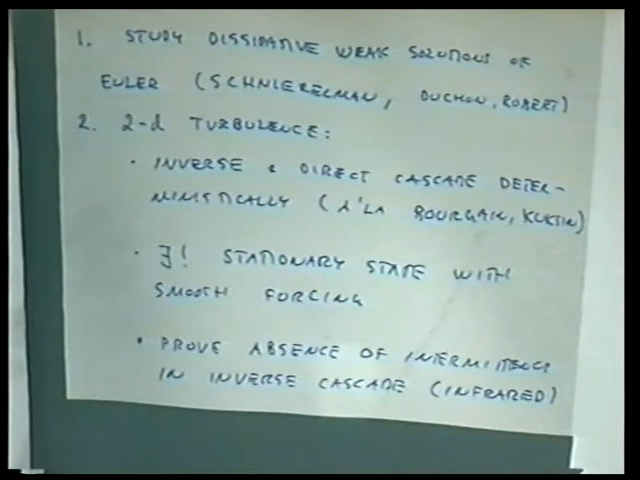 1. STUDY DISSIPATIVE WEAK SOLUTIONS OF
EULER (SCHNIERELMAN, DUCHON, ROBERT)
2. 2-d TURBULENCE:
• INVERSE & DIRECT CASCADE DETER-
MINISTICALLY (A'LA BOURGAIN, KUKSIN)
• ∃! STATIONARY STATE WITH
SMOOTH FORCING
• PROVE ABSENCE OF INTERMITTENCY
IN INVERSE CASCADE (INFRARED)